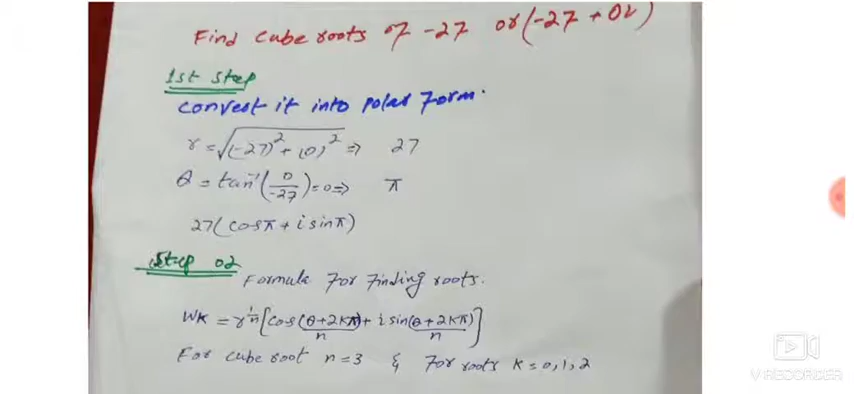 Find cube roots of -27 or (-27 + 0i)
1st step
convert it into polar form.
r = √(-27)² + (0)² ⇒ 27
θ = tan⁻¹(0/-27) = 0 ⇒ π
27(cosπ + i sinπ)
Step 02
Formula For Finding roots.
WK = r^1/n [cos(θ+2Kπ)/n + i sin(θ+2Kπ)/n]
For cube root n=3 & For roots K = 0,1,2
VIRECORDER